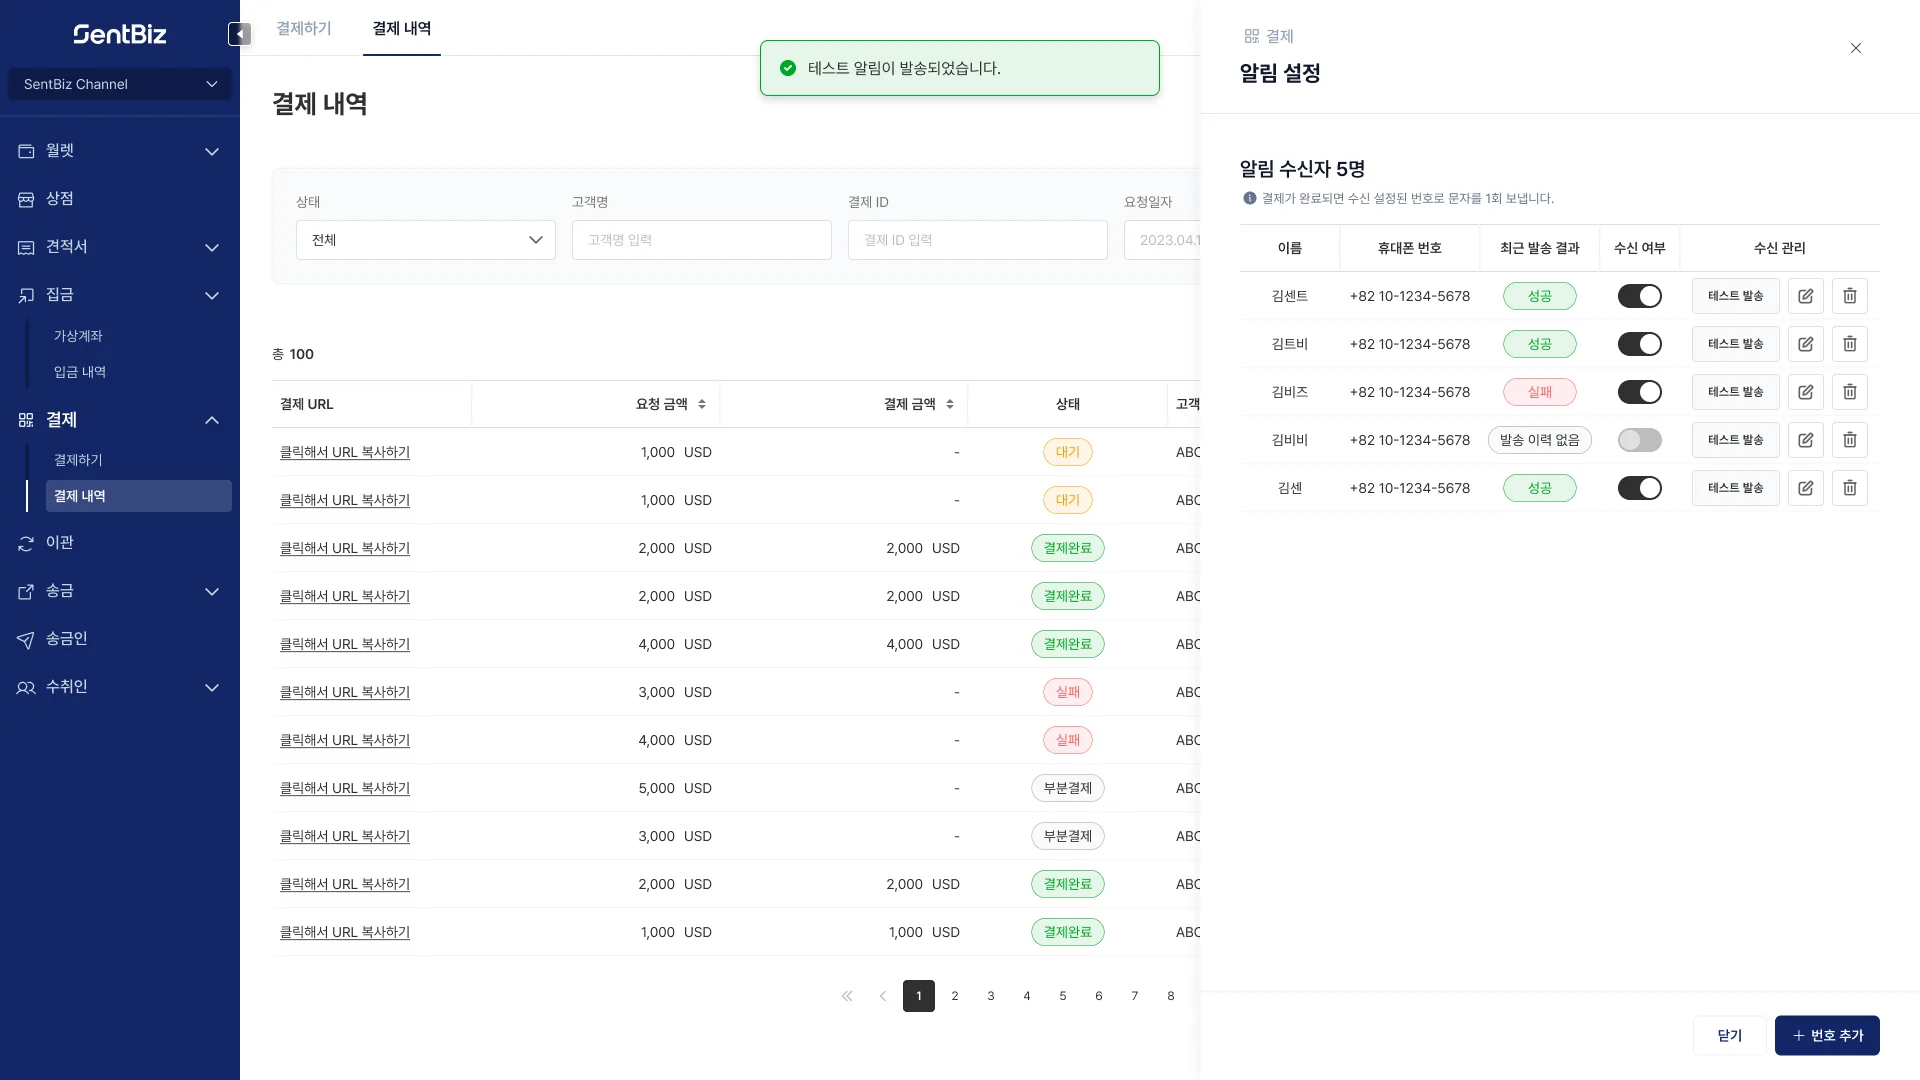 SentBiz
SentBiz Channel
월렛
상점
견적서
집금
가상계좌
입금 내역
결제
결제하기
결제 내역
이관
송금
송금인
수취인
결제하기 결제 내역
테스트 알림이 발송되었습니다.
결제 내역
상태 고객명 결제 ID 요청일자
전체 고객명 입력 결제 ID 입력 2023.04.1
총 100
결제 URL 요청 금액 결제 금액 상태 고객
클릭해서 URL 복사하기 1,000 USD - 대기 ABC
클릭해서 URL 복사하기 1,000 USD - 대기 ABC
클릭해서 URL 복사하기 2,000 USD 2,000 USD 결제완료 ABC
클릭해서 URL 복사하기 2,000 USD 2,000 USD 결제완료 ABC
클릭해서 URL 복사하기 4,000 USD 4,000 USD 결제완료 ABC
클릭해서 URL 복사하기 3,000 USD - 실패 ABC
클릭해서 URL 복사하기 4,000 USD - 실패 ABC
클릭해서 URL 복사하기 5,000 USD - 부분결제 ABC
클릭해서 URL 복사하기 3,000 USD - 부분결제 ABC
클릭해서 URL 복사하기 2,000 USD 2,000 USD 결제완료 ABC
클릭해서 URL 복사하기 1,000 USD 1,000 USD 결제완료 ABC
1 2 3 4 5 6 7 8
결제
알림 설정
알림 수신자 5명
결제가 완료되면 수신 설정된 번호로 문자를 1회 보냅니다.
이름 휴대폰 번호 최근 발송 결과 수신 여부 수신 관리
김센트 +82 10-1234-5678 성공 테스트 발송
김트비 +82 10-1234-5678 성공 테스트 발송
김비즈 +82 10-1234-5678 실패 테스트 발송
김비비 +82 10-1234-5678 발송 이력 없음 테스트 발송
김센 +82 10-1234-5678 성공 테스트 발송
닫기 + 번호 추가